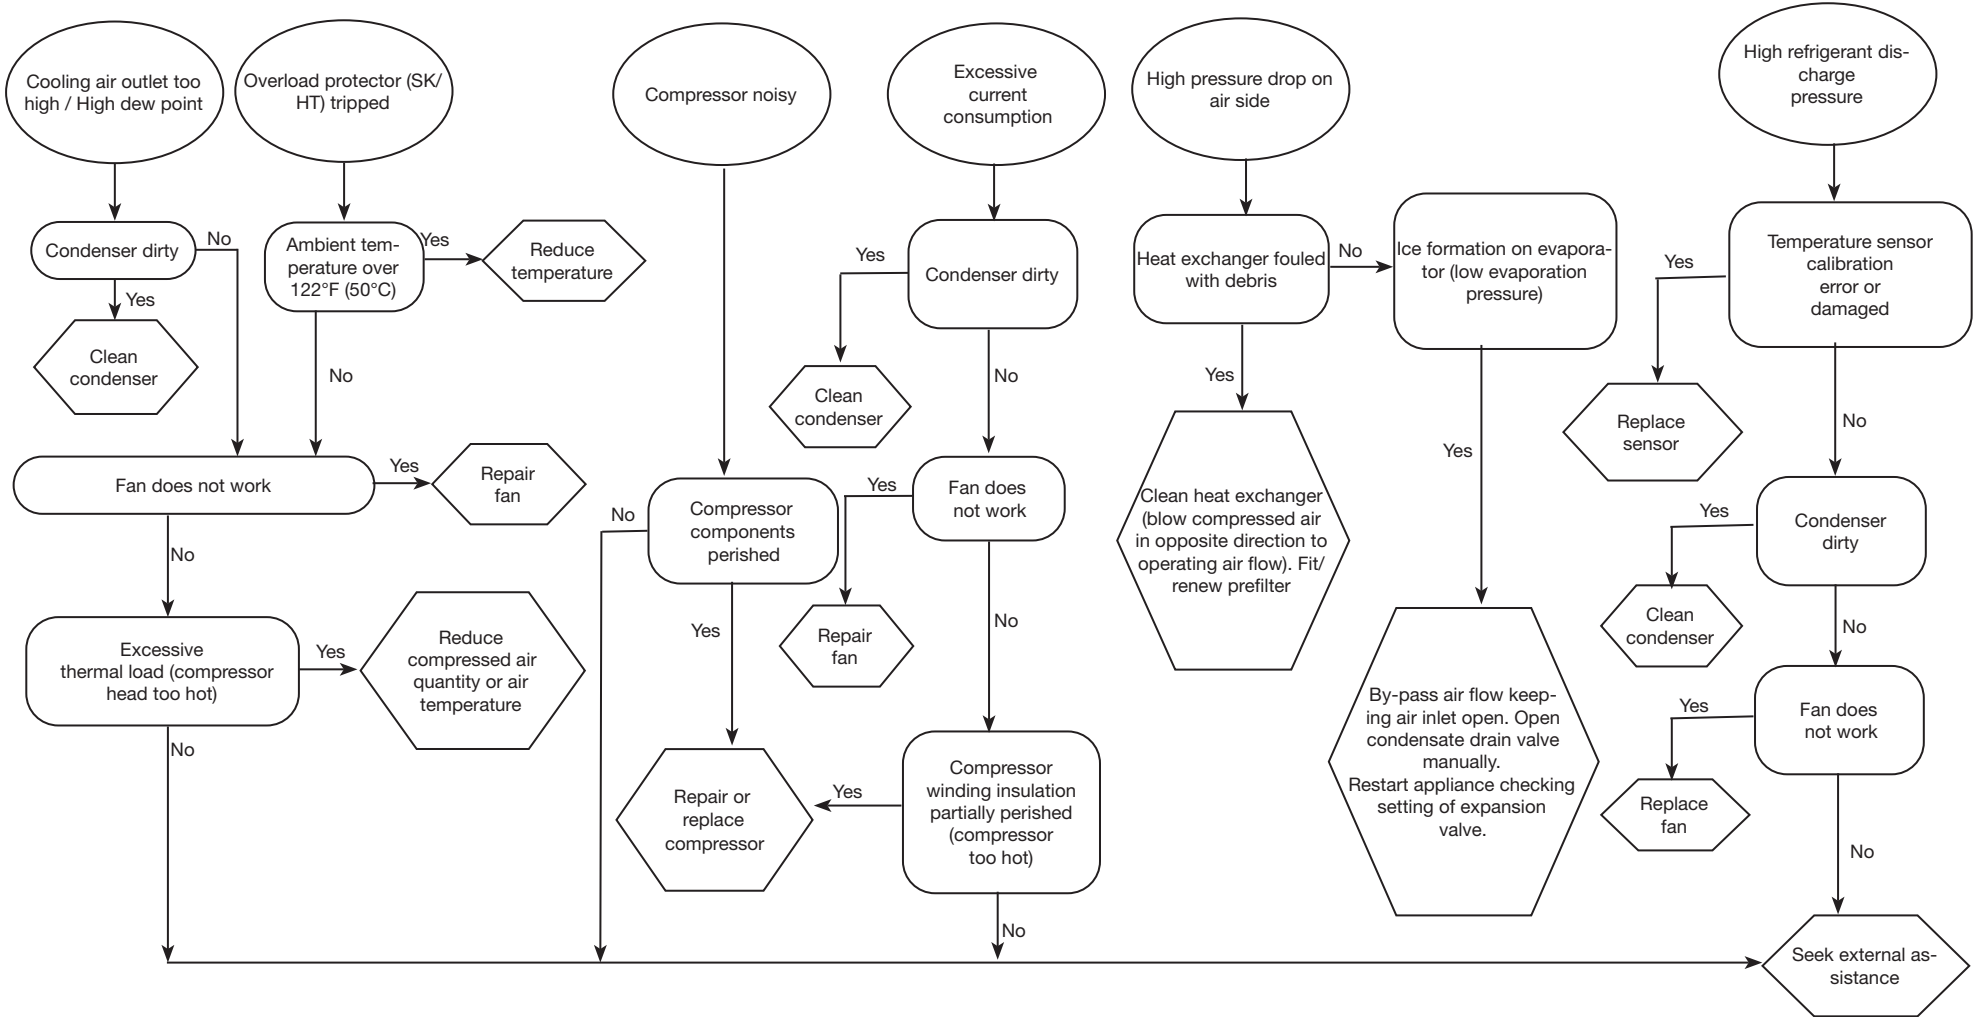 Cooling air outlet too
high / High dew point
Overload protector (SK/
HT) tripped
Compressor noisy
Excessive
current
consumption
High pressure drop on
air side
High refrigerant dis-
charge
pressure
Condenser dirty
No
Yes
Clean
condenser
Ambient tem-
perature over
122°F (50°C)
Yes
Reduce
temperature
No
Fan does not work
Yes
Repair
fan
No
Excessive
thermal load (compressor
head too hot)
Yes
Reduce
compressed air
quantity or air
temperature
No
Compressor
components
perished
No
Yes
Repair or
replace
compressor
Condenser dirty
Yes
Clean
condenser
No
Fan does
not work
Yes
Repair
fan
No
Compressor
winding insulation
partially perished
(compressor
too hot)
Yes
No
Heat exchanger fouled
with debris
No
Yes
Clean heat exchanger
(blow compressed air
in opposite direction to
operating air flow). Fit/
renew prefilter
Ice formation on evapora-
tor (low evaporation
pressure)
Yes
By-pass air flow keep-
ing air inlet open. Open
condensate drain valve
manually.
Restart appliance checking
setting of expansion
valve.
Temperature sensor
calibration
error or
damaged
Yes
Replace
sensor
No
Condenser
dirty
Yes
Clean
condenser
No
Fan does
not work
Yes
Replace
fan
No
Seek external as-
sistance